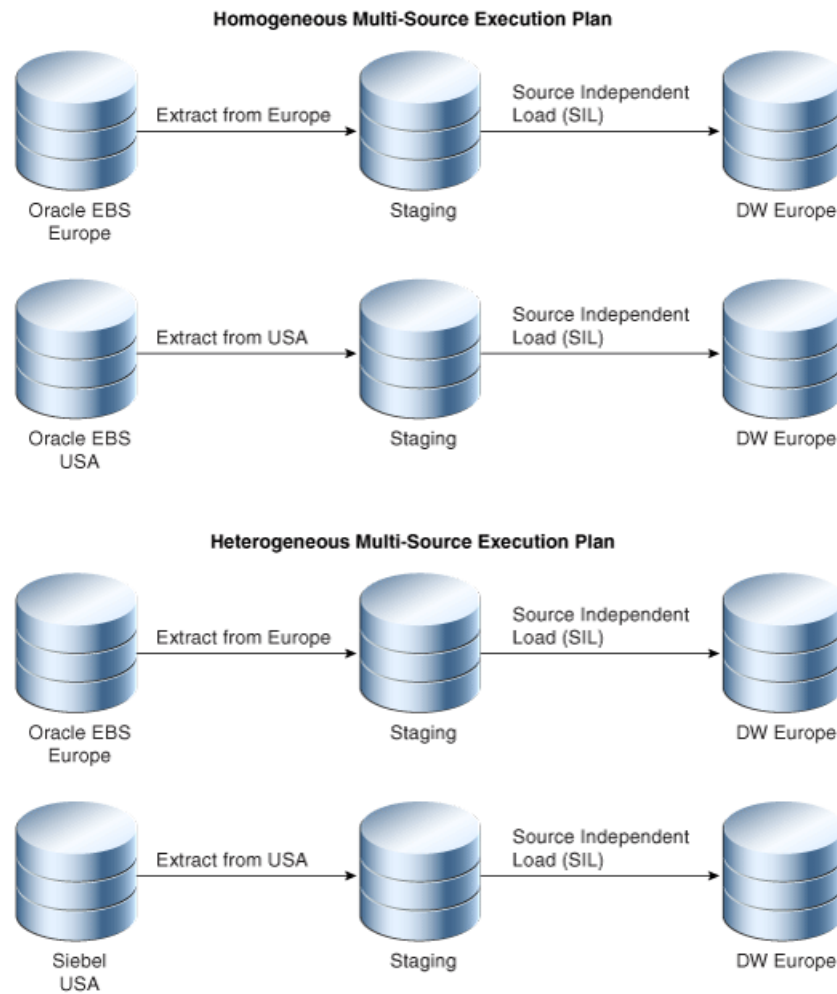 Homogeneous Multi-Source Execution Plan
Extract from Europe
Source Independent
Load (SIL)
Oracle EBS
Europe
Staging
DW Europe
Extract from USA
Source Independent
Load (SIL)
Oracle EBS
USA
Staging
DW Europe
Heterogeneous Multi-Source Execution Plan
Extract from Europe
Source Independent
Load (SIL)
Oracle EBS
Europe
Staging
DW Europe
Extract from USA
Source Independent
Load (SIL)
Siebel
USA
Staging
DW Europe